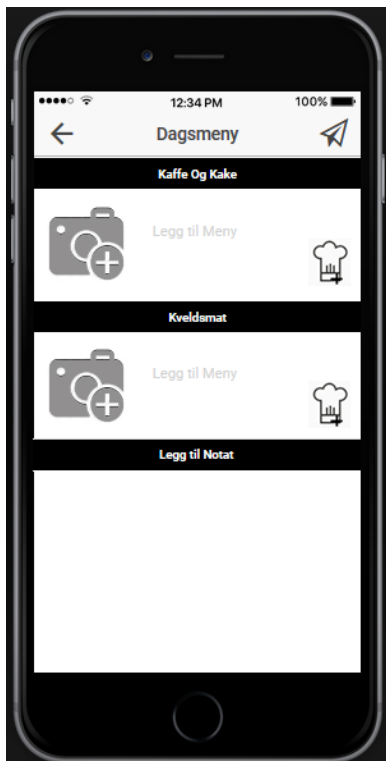 12:34 PM 100%
Dagsmeny
Kaffe Og Kake
Legg til Meny
Kveldsmat
Legg til Meny
Legg til Notat